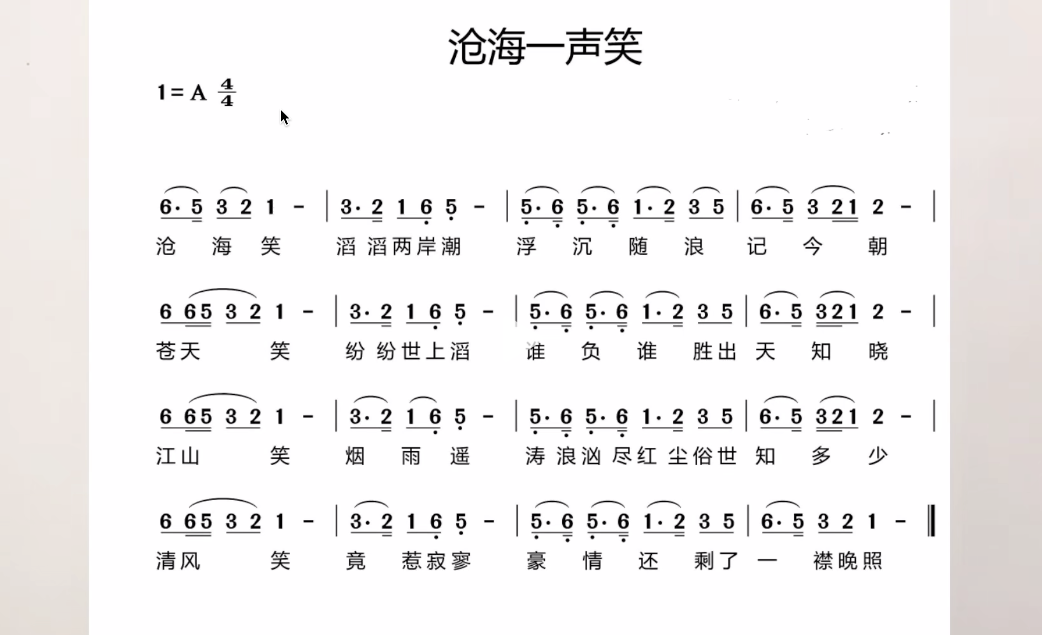 沧海一声笑
1=A 4/4
6· 5 3 2 1 - | 3· 2 1 6̣ 5̣ - | 5̣· 6̣ 5̣· 6̣ 1· 2 3 5 | 6· 5 3 21 2 - |
沧 海 笑 滔 滔 两 岸 潮 浮 沉 随 浪 记 今 朝
6 65 3 2 1 - | 3· 2 1 6̣ 5̣ - | 5̣· 6̣ 5̣· 6̣ 1· 2 3 5 | 6· 5 321 2 - |
苍 天 笑 纷 纷 世 上 滔 谁 负 谁 胜 出 天 知 晓
6 65 3 2 1 - | 3· 2 1 6̣ 5̣ - | 5̣· 6̣ 5̣· 6̣ 1· 2 3 5 | 6· 5 321 2 - |
江 山 笑 烟 雨 遥 涛 浪 汹 尽 红 尘 俗 世 知 多 少
6 65 3 2 1 - | 3· 2 1 6̣ 5̣ - | 5̣· 6̣ 5̣· 6̣ 1· 2 3 5 | 6· 5 3 2 1 - ‖
清 风 笑 竟 惹 寂 寥 豪 情 还 剩 了 一 襟 晚 照